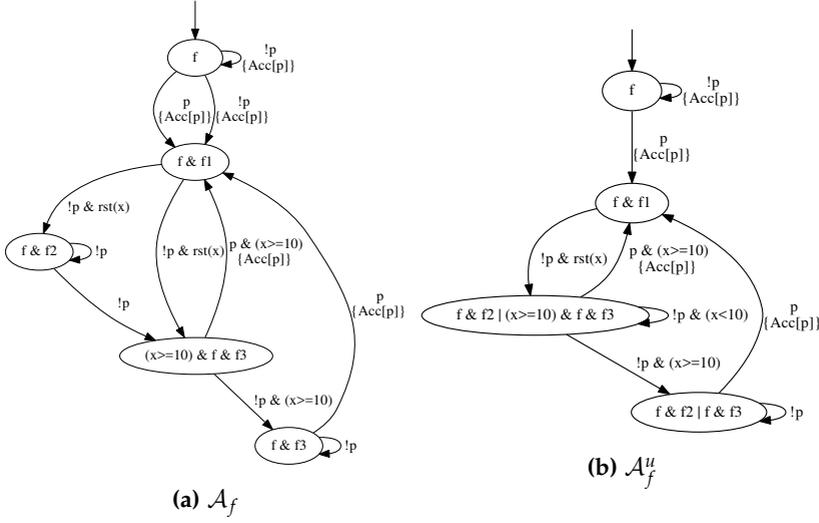 f
!p
{Acc[p]}
p
{Acc[p]}
!p
{Acc[p]}
f & f1
!p & rst(x)
f & f2
!p
!p & rst(x)
p & (x>=10)
{Acc[p]}
!p
p
{Acc[p]}
(x>=10) & f & f3
!p & (x>=10)
f & f3
!p
(a) 𝒜f
f
!p
{Acc[p]}
p
{Acc[p]}
f & f1
!p & rst(x)
p & (x>=10)
{Acc[p]}
p
{Acc[p]}
f & f2 | (x>=10) & f & f3
!p & (x<10)
!p & (x>=10)
f & f2 | f & f3
!p
(b) 𝒜fᵘ